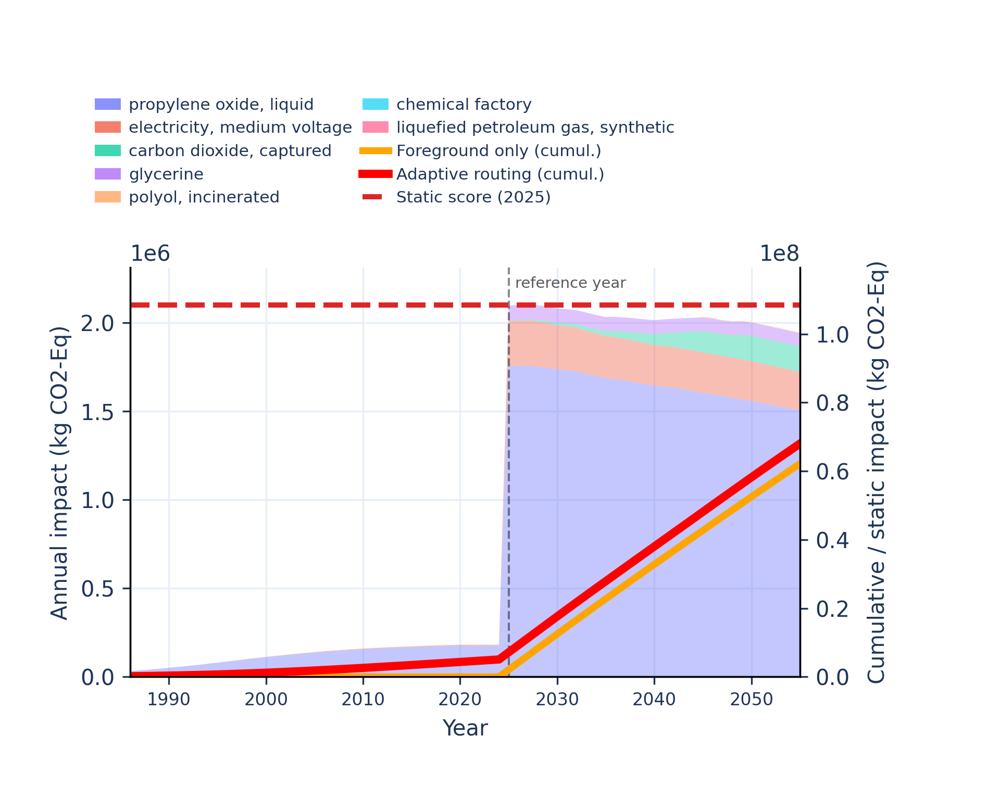 propylene oxide, liquid
electricity, medium voltage
carbon dioxide, captured
glycerine
polyol, incinerated
chemical factory
liquefied petroleum gas, synthetic
Foreground only (cumul.)
Adaptive routing (cumul.)
Static score (2025)
1e6
1e8
reference year
Annual impact (kg CO2-Eq)
2.0
1.5
1.0
0.5
0.0
1.0
0.8
0.6
0.4
0.2
0.0
Cumulative / static impact (kg CO2-Eq)
1990 2000 2010 2020 2030 2040 2050
Year